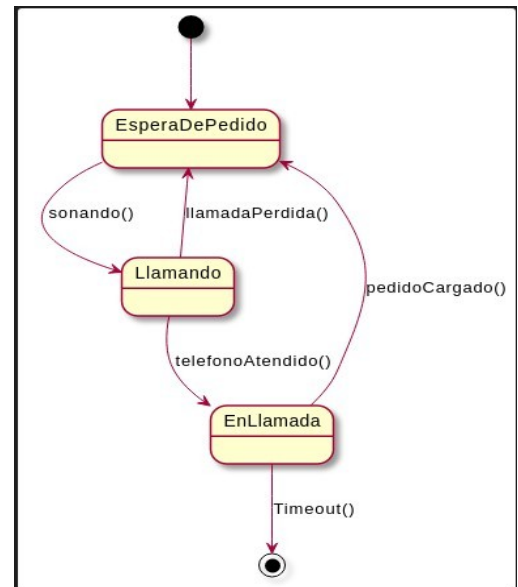 EsperaDePedido
sonando()
llamadaPerdida()
Llamando
pedidoCargado()
telefonoAtendido()
EnLlamada
Timeout()